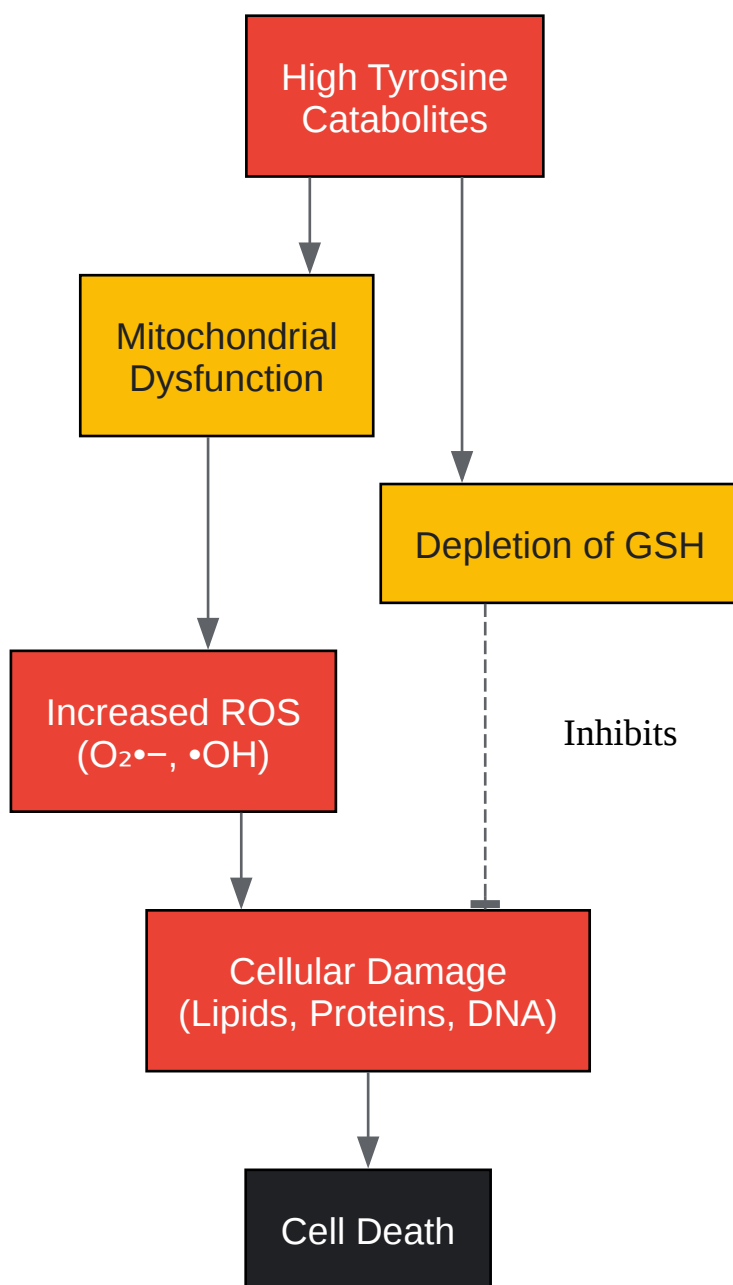 High Tyrosine
Catabolites
Mitochondrial
Dysfunction
Depletion of GSH
Increased ROS
(O₂•−, •OH)
Inhibits
Cellular Damage
(Lipids, Proteins, DNA)
Cell Death